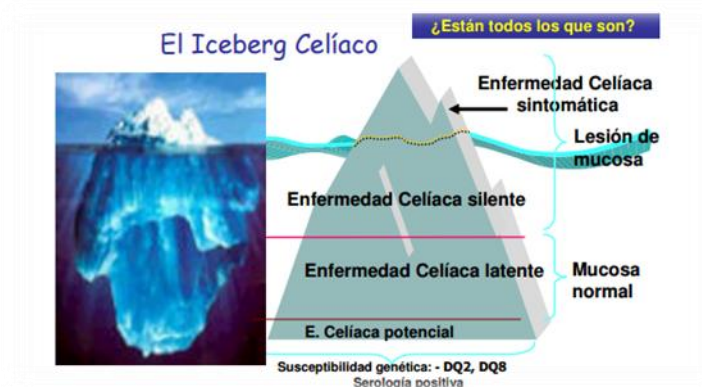 ¿Están todos los que son?
El Iceberg Celíaco
Enfermedad Celíaca
sintomática
Lesión de
mucosa
Enfermedad Celíaca silente
Enfermedad Celíaca latente
Mucosa
normal
E. Celíaca potencial
Susceptibilidad genética: - DQ2, DQ8
Serología positiva